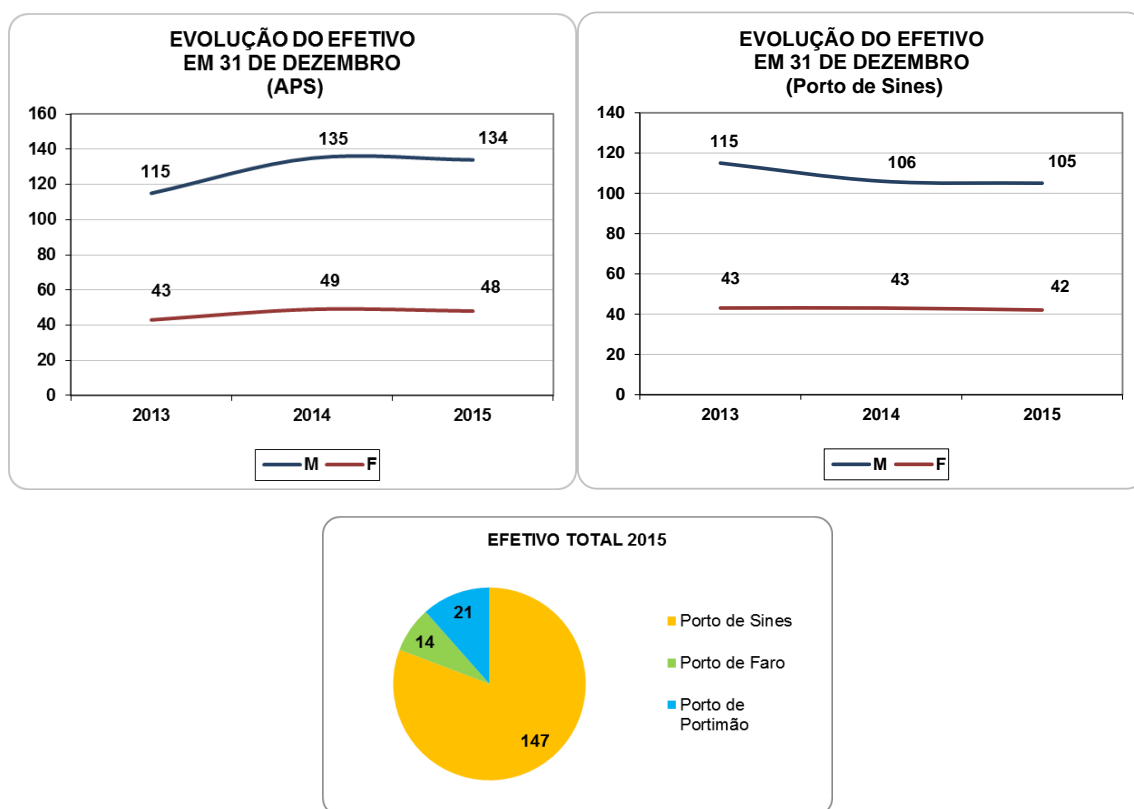 EVOLUÇÃO DO EFETIVO
EM 31 DE DEZEMBRO
(APS)
160
140
120
100
80
60
40
20
0
115
135
134
43
49
48
2013
2014
2015
M
F
EVOLUÇÃO DO EFETIVO
EM 31 DE DEZEMBRO
(Porto de Sines)
140
120
100
80
60
40
20
0
115
106
105
43
43
42
2013
2014
2015
M
F
EFETIVO TOTAL 2015
21
14
147
Porto de Sines
Porto de Faro
Porto de
Portimão